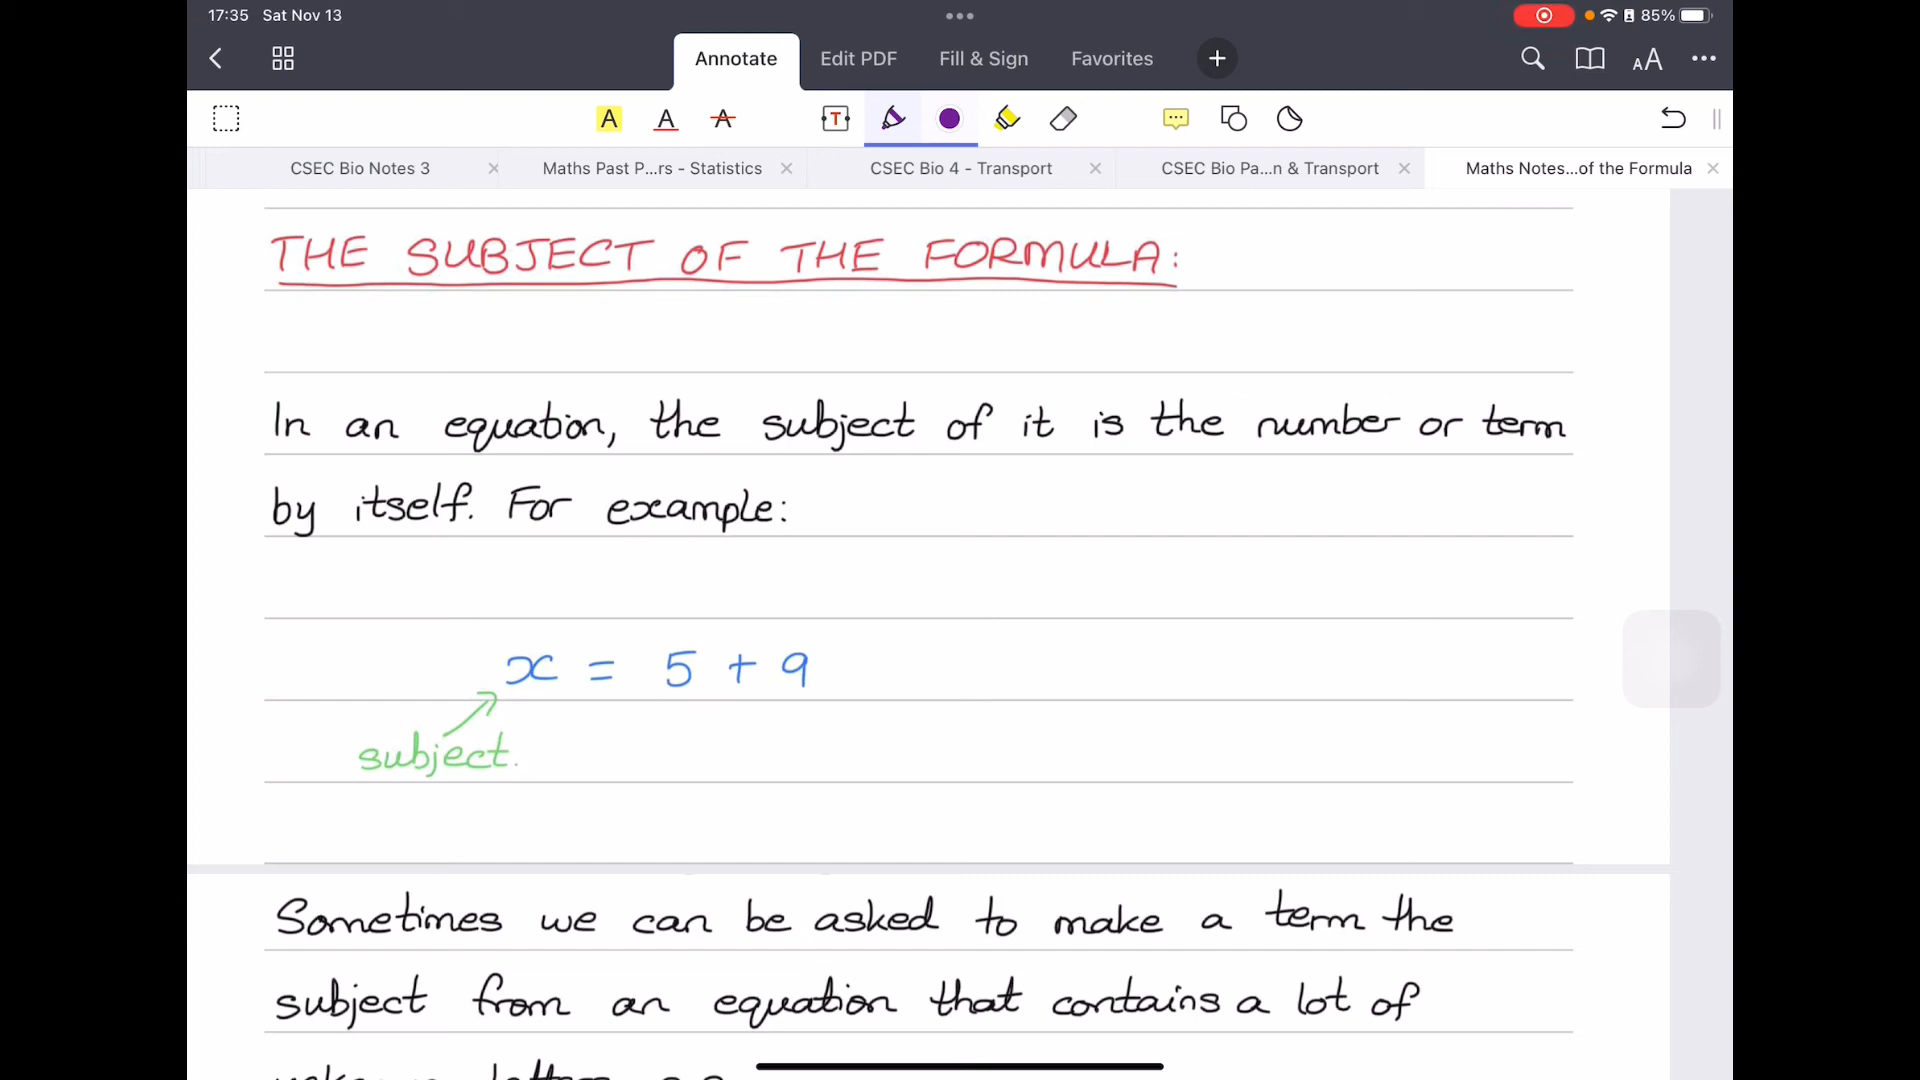 17:35 Sat Nov 13
85%
Annotate Edit PDF Fill & Sign Favorites
CSEC Bio Notes 3
Maths Past P...rs - Statistics
CSEC Bio 4 - Transport
CSEC Bio Pa...n & Transport
Maths Notes...of the Formula
THE SUBJECT OF THE FORMULA:
In an equation, the subject of it is the number or term
by itself. For example:
x = 5 + 9
subject.
Sometimes we can be asked to make a term the
subject from an equation that contains a lot of